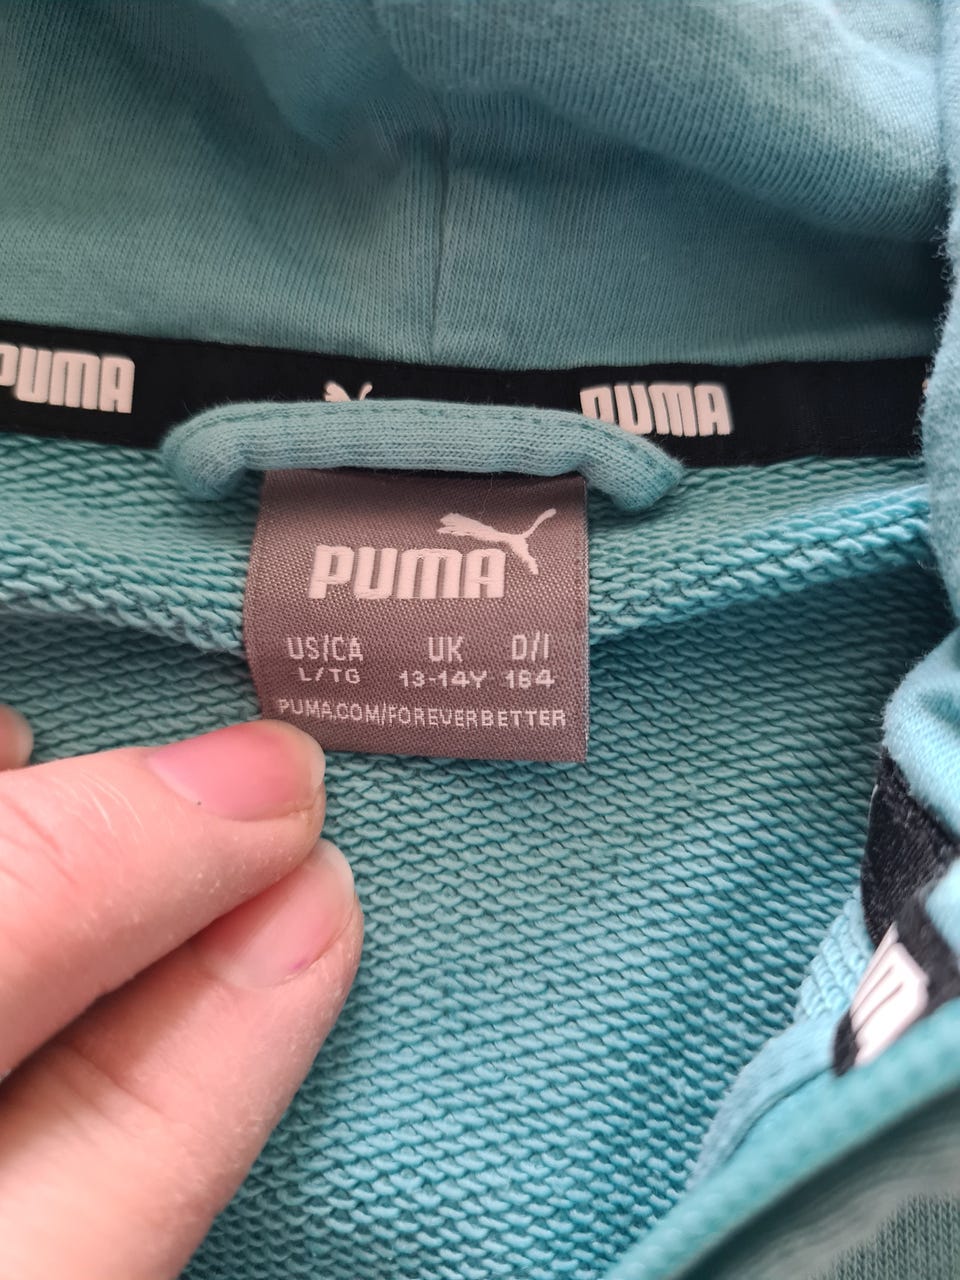 PUMA
PUMA
PUMA
US/CA UK D/I
L/TG 13-14Y 164
PUMA.COM/FOREVERBETTER